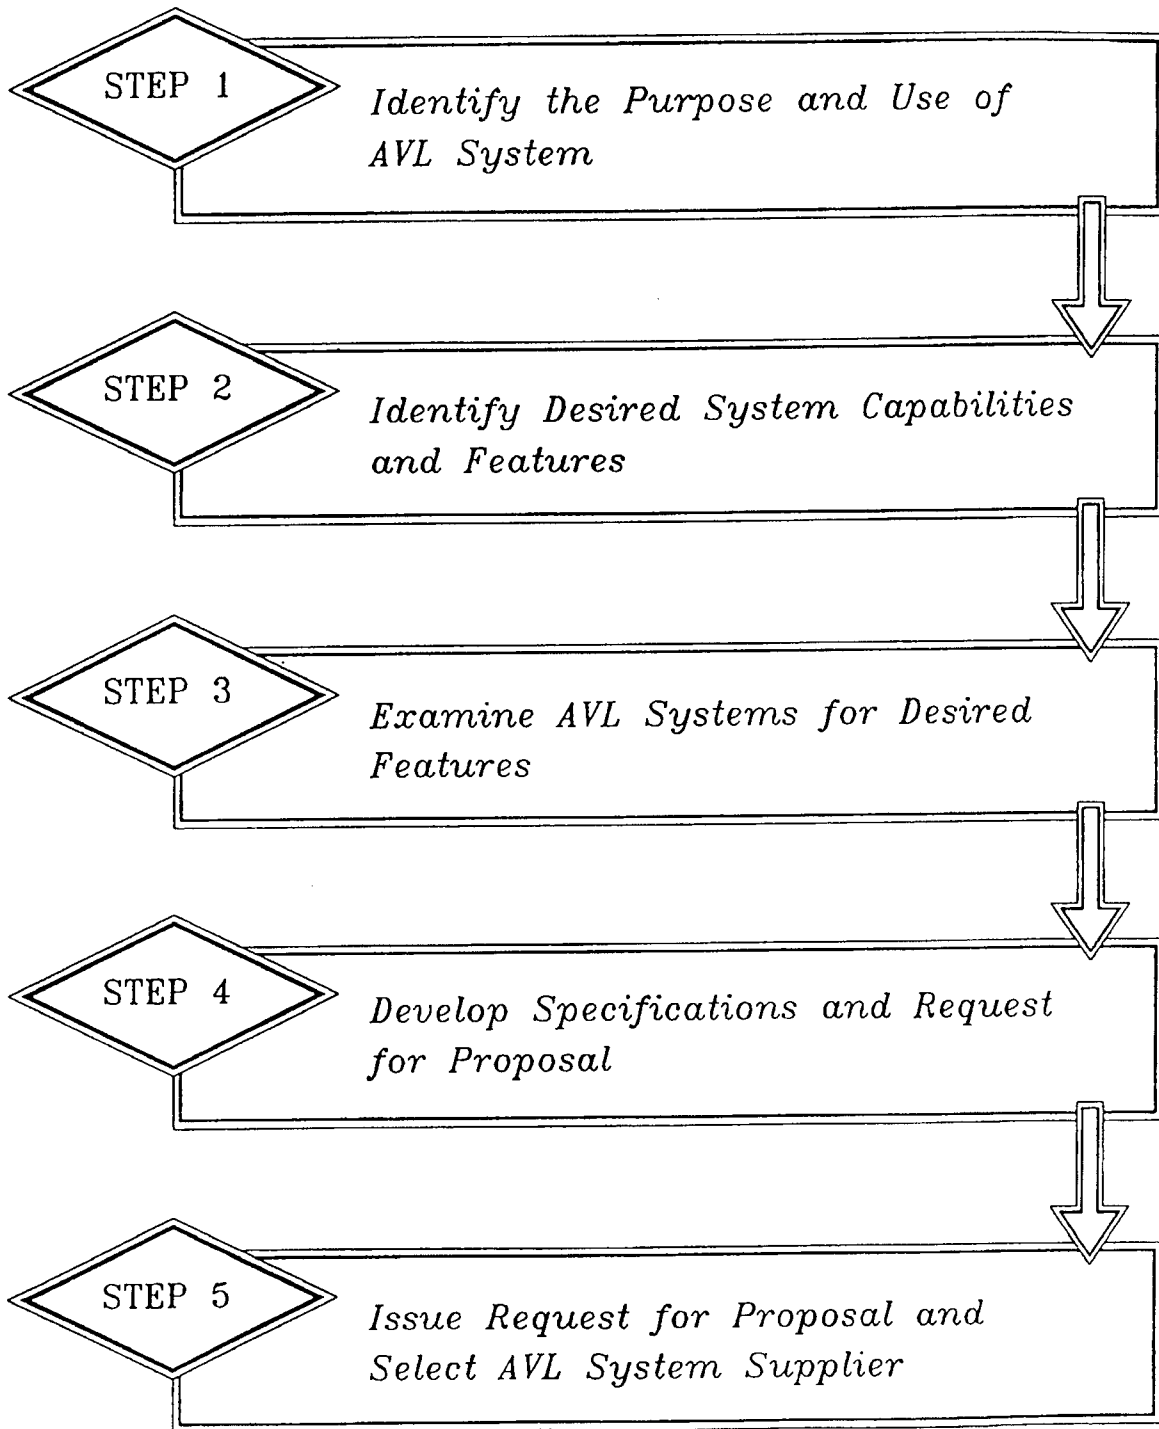 STEP 1
Identify the Purpose and Use of
AVL System
STEP 2
Identify Desired System Capabilities
and Features
STEP 3
Examine AVL Systems for Desired
Features
STEP 4
Develop Specifications and Request
for Proposal
STEP 5
Issue Request for Proposal and
Select AVL System Supplier